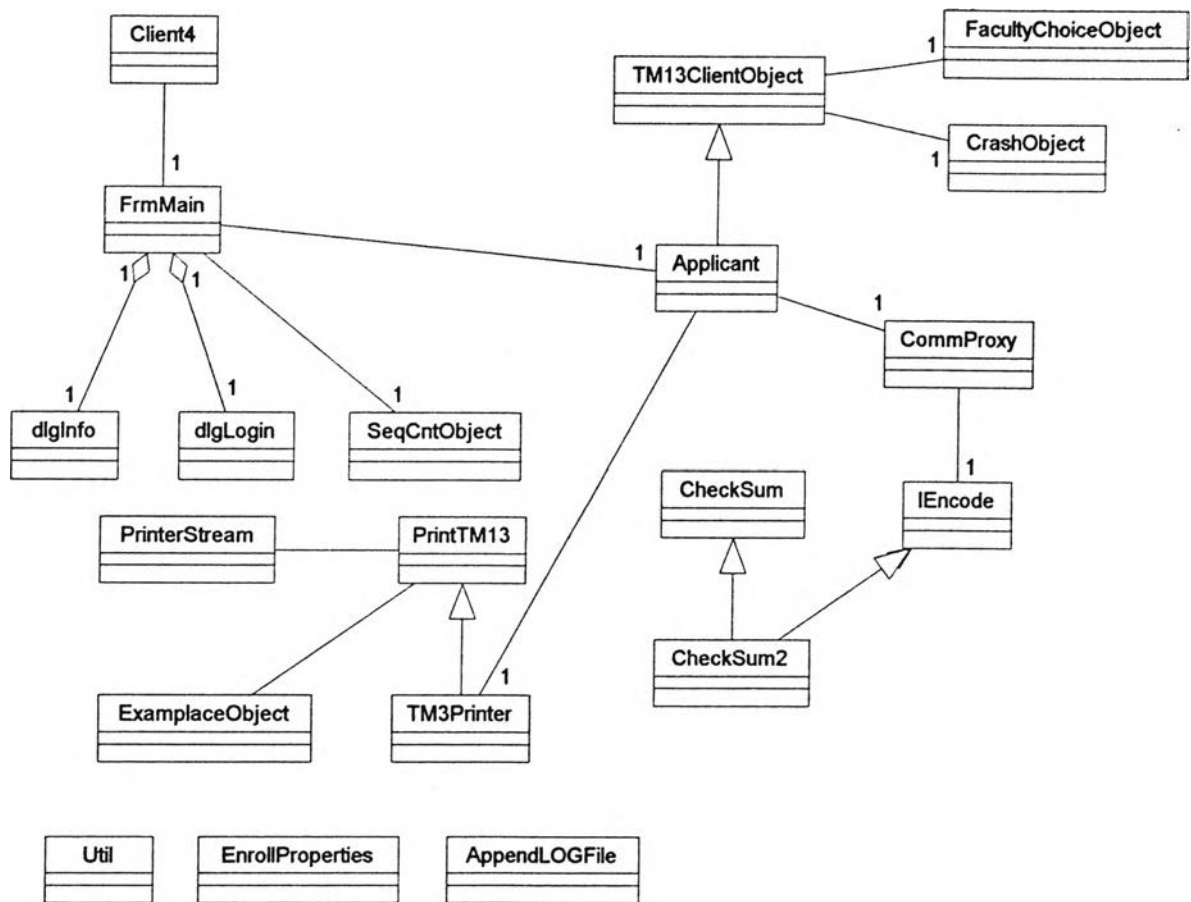 Client4
FacultyChoiceObject
1
TM13ClientObject
1
CrashObject
1
FrmMain
1
Applicant
1
1
1
1
CommProxy
1
1
1
dlgInfo
dlgLogin
SeqCntObject
1
CheckSum
IEncode
PrinterStream
PrintTM13
CheckSum2
1
ExamplaceObject
TM3Printer
Util
EnrollProperties
AppendLOGFile